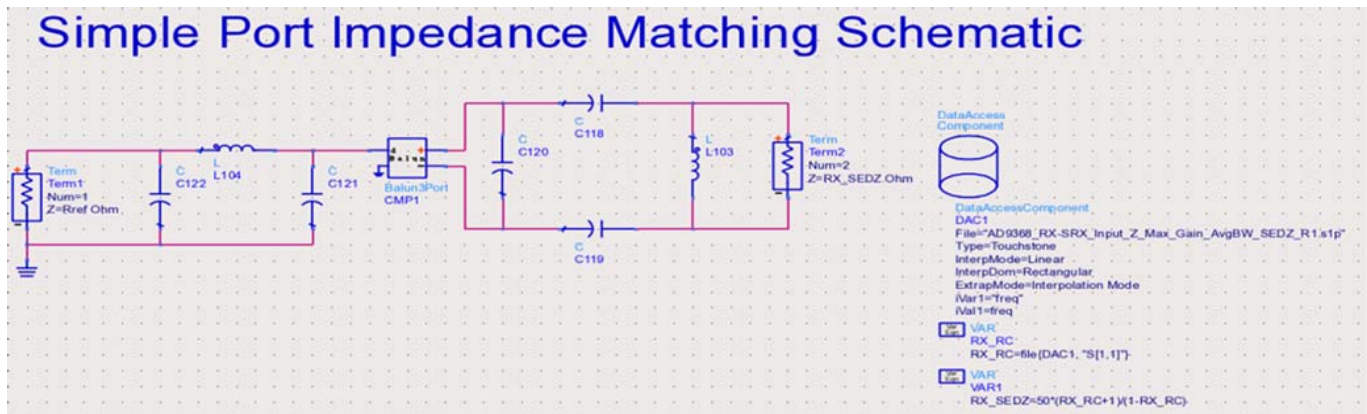 Simple Port Impedance Matching Schematic
Term
Term1
Num=1
Z=Rref Ohm
C
C122
L
L104
C
C121
Balun3Port
CMP1
C
C120
C
C118
C
C119
L
L103
Term
Term2
Num=2
Z=RX_SEDZ Ohm
DataAccess
Component
DataAccessComponent
DAC1
File="AD9368_RX-SRX_Input_Z_Max_Gain_AvgBW_SEDZ_R1.s1p"
Type=Touchstone
InterpMode=Linear
InterpDom=Rectangular
ExtrapMode=Interpolation Mode
iVar1="freq"
iVal1=freq
VAR
RX_RC
RX_RC=file{DAC1, "S[1,1]"}
VAR
VAR1
RX_SEDZ=50*(RX_RC+1)/(1-RX_RC)